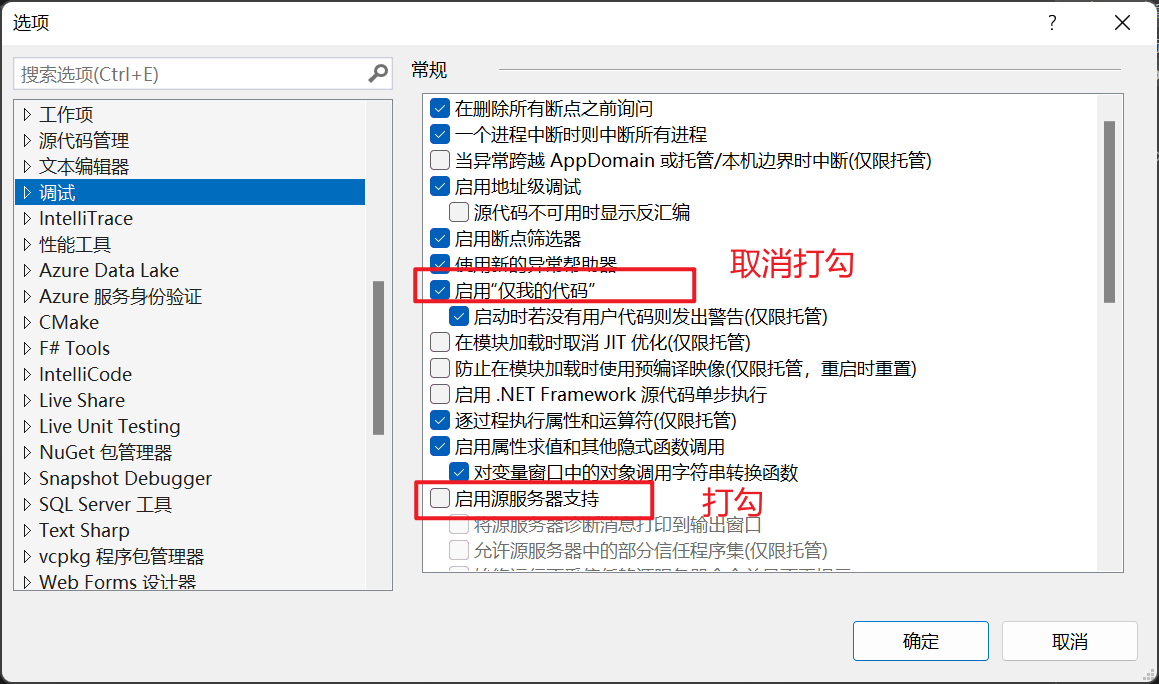 选项
?
搜索选项(Ctrl+E)
工作项
源代码管理
文本编辑器
调试
IntelliTrace
性能工具
Azure Data Lake
Azure 服务身份验证
CMake
F# Tools
IntelliCode
Live Share
Live Unit Testing
NuGet 包管理器
Snapshot Debugger
SQL Server 工具
Text Sharp
vcpkg 程序包管理器
Web Forms 设计器
常规
在删除所有断点之前询问
一个进程中断时则中断所有进程
当异常跨越 AppDomain 或托管/本机边界时中断(仅限托管)
启用地址级调试
源代码不可用时显示反汇编
启用断点筛选器
使用新的异常帮助器
取消打勾
启用“仅我的代码”
启动时若没有用户代码则发出警告(仅限托管)
在模块加载时取消 JIT 优化(仅限托管)
防止在模块加载时使用预编译映像(仅限托管，重启时重置)
启用 .NET Framework 源代码单步执行
逐过程执行属性和运算符(仅限托管)
启用属性求值和其他隐式函数调用
对变量窗口中的对象调用字符串转换函数
启用源服务器支持
打勾
将源服务器诊断消息打印到输出窗口
允许源服务器中的部分信任程序集(仅限托管)
确定
取消